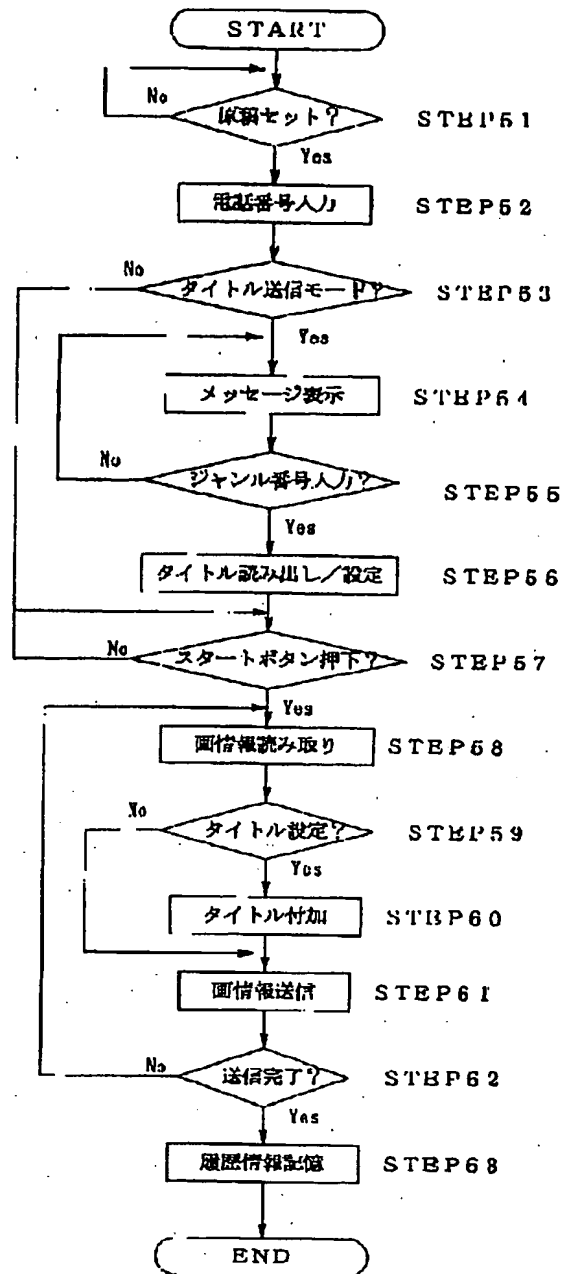 START
原稿セット?
No
STEP51
Yes
電話番号入力
STEP52
No
タイトル送信モード?
STEP53
Yes
メッセージ表示
STEP54
No
ジャンル番号入力?
STEP55
Yes
タイトル読み出し/設定
STEP56
No
スタートボタン押下?
STEP57
Yes
画情報読み取り
STEP58
No
タイトル設定?
STEP59
Yes
タイトル付加
STEP60
画情報送信
STEP61
No
送信完了?
STEP62
Yes
履歴情報記憶
STEP63
END